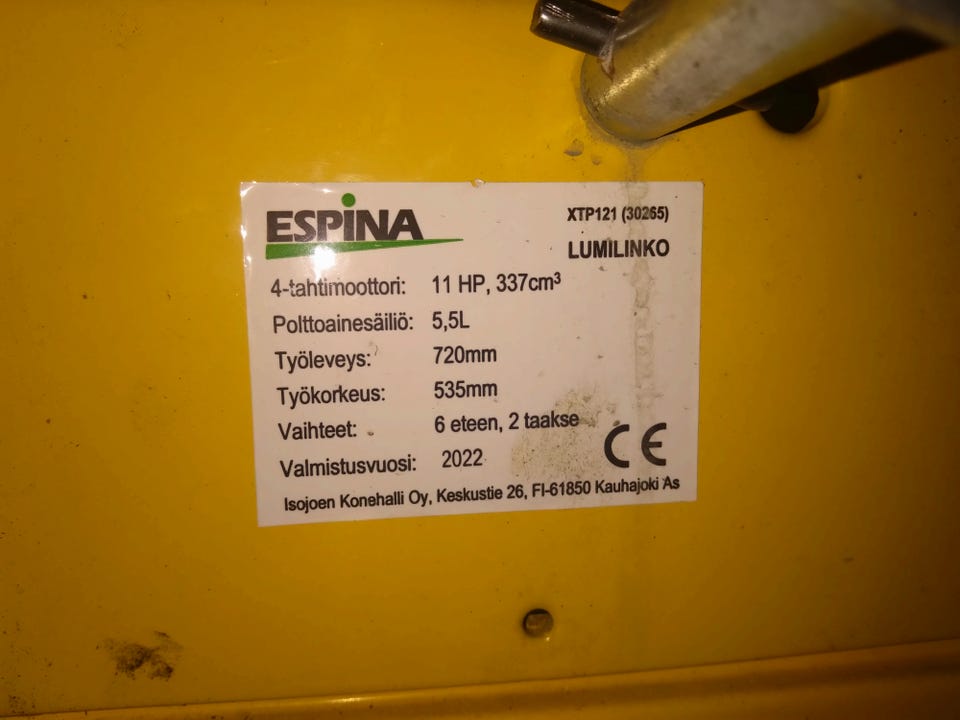 ESPINA
XTP121 (30265)
LUMILINKO
4-tahtimoottori: 11 HP, 337cm³
Polttoainesäiliö: 5,5L
Työleveys: 720mm
Työkorkeus: 535mm
Vaihteet: 6 eteen, 2 taakse
Valmistusvuosi: 2022
CE
Isojoen Konehalli Oy, Keskustie 26, FI-61850 Kauhajoki As